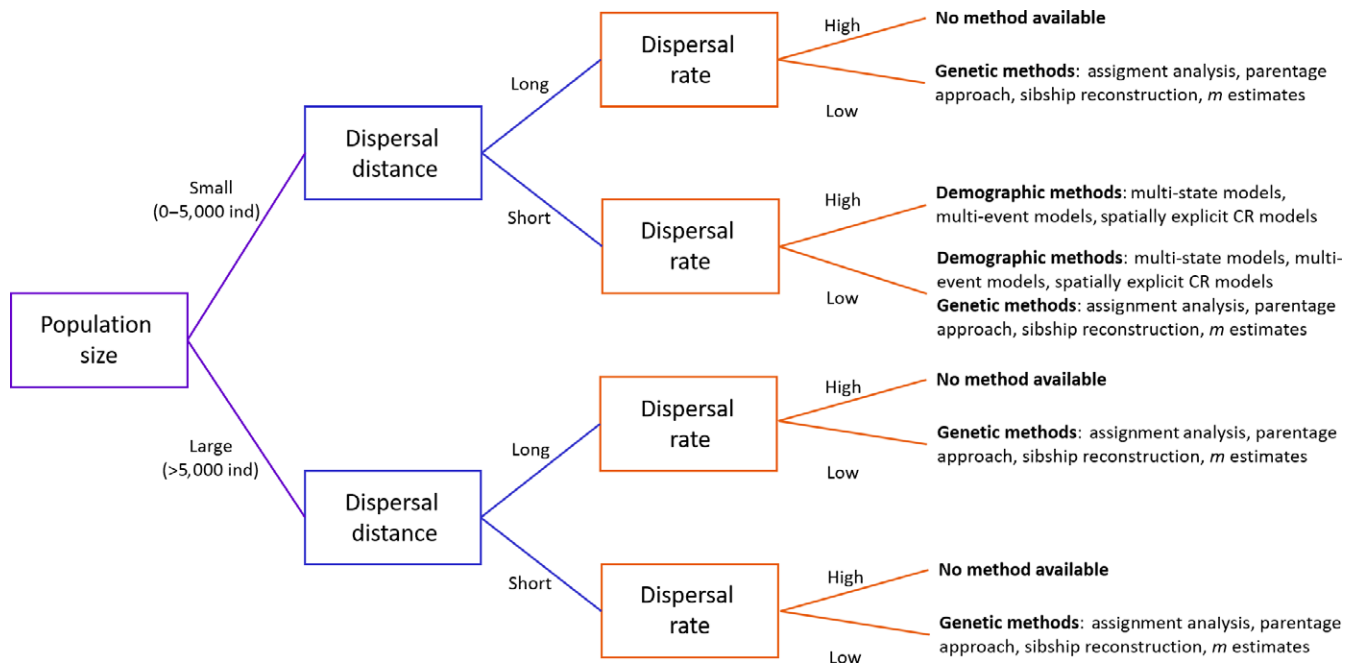 Population
size
Small
(0–5,000 ind)
Large
(>5,000 ind)
Dispersal
distance
Long
Short
Dispersal
rate
High
Low
No method available
Genetic methods: assigment analysis, parentage
approach, sibship reconstruction, m estimates
Dispersal
rate
High
Low
Demographic methods: multi-state models,
multi-event models, spatially explicit CR models
Demographic methods: multi-state models, multi-
event models, spatially explicit CR models
Genetic methods: assignment analysis, parentage
approach, sibship reconstruction, m estimates
Dispersal
distance
Long
Short
Dispersal
rate
High
Low
No method available
Genetic methods: assignment analysis, parentage
approach, sibship reconstruction, m estimates
Dispersal
rate
High
Low
No method available
Genetic methods: assignment analysis, parentage
approach, sibship reconstruction, m estimates